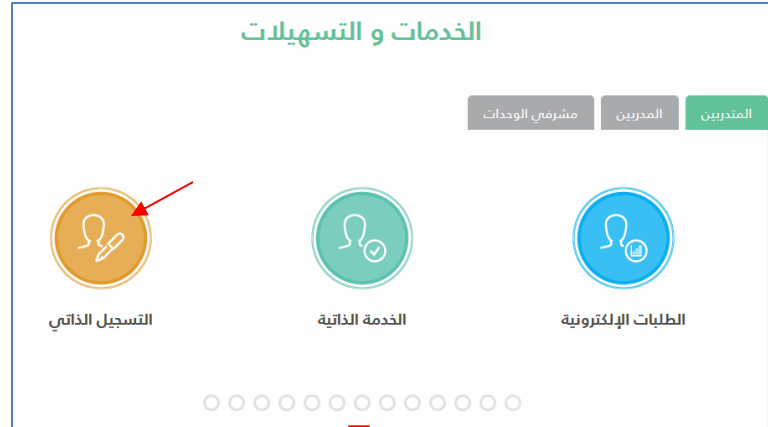 الخدمات و التسهيلات
المتدربين
المدربين
مشرفي الوحدات
الطلبات الإلكترونية
الخدمة الذاتية
التسجيل الذاتي